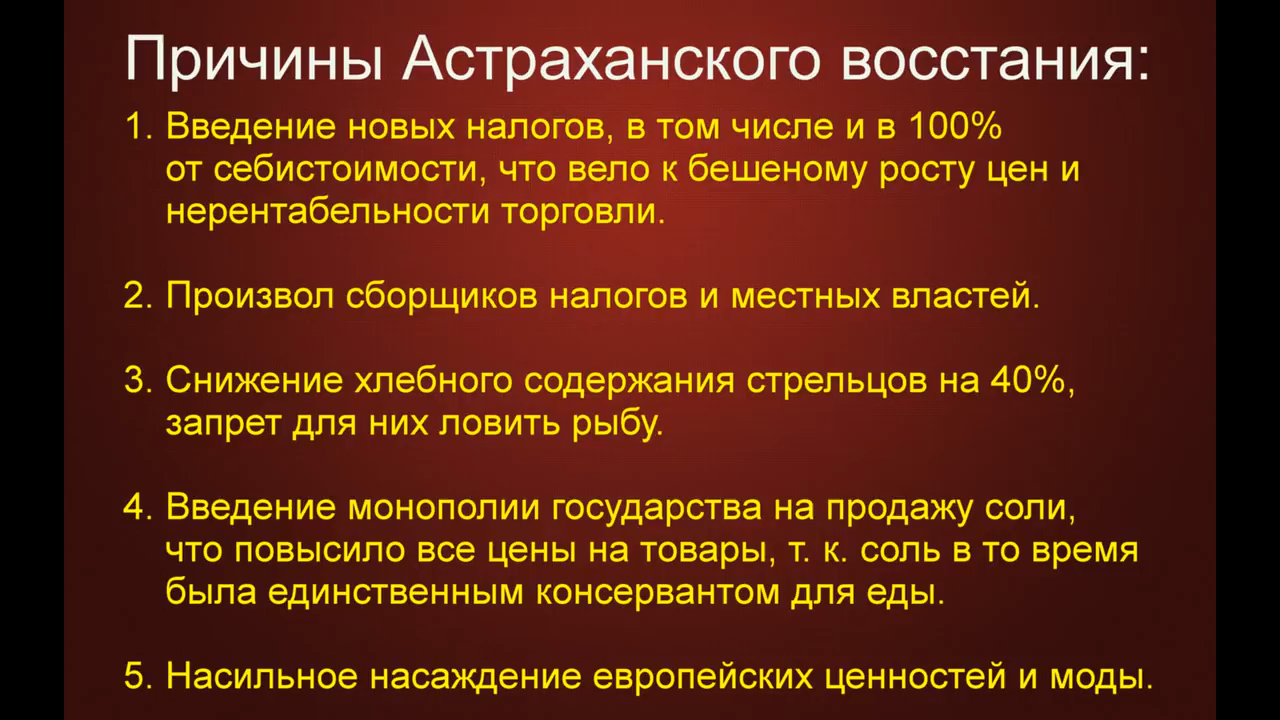 Причины Астраханского восстания:
1. Введение новых налогов, в том числе и в 100%
от себистоимости, что вело к бешеному росту цен и
нерентабельности торговли.
2. Произвол сборщиков налогов и местных властей.
3. Снижение хлебного содержания стрельцов на 40%,
запрет для них ловить рыбу.
4. Введение монополии государства на продажу соли,
что повысило все цены на товары, т. к. соль в то время
была единственным консервантом для еды.
5. Насильное насаждение европейских ценностей и моды.